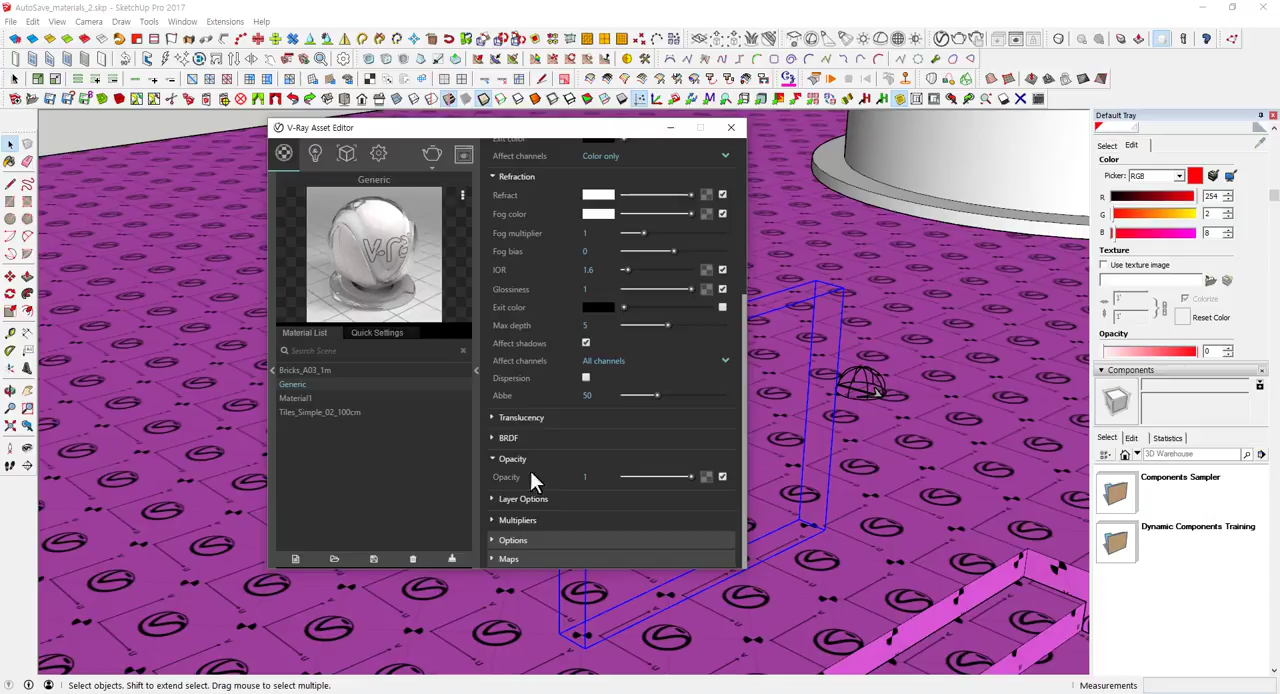 AutoSave_materials_2.skp - SketchUp Pro 2017
File Edit View Camera Draw Tools Window Extensions Help
V-Ray Asset Editor
Generic
Material List
Quick Settings
Search Scene
Bricks_A03_1m
Generic
Material1
Tiles_Simple_02_100cm
Affect channels Color only
Refraction
Refract
Fog color
Fog multiplier 1
Fog bias 0
IOR 1.6
Glossiness 1
Exit color
Max depth 5
Affect shadows
Affect channels All channels
Dispersion
Abbe 50
Translucency
BRDF
Opacity
Opacity 1
Layer Options
Multipliers
Options
Maps
Default Tray
Select Edit
Color
Picker: RGB
R 254
G 2
B 8
Texture
Use texture image
1'
1'
Colorize
Reset Color
Opacity
0
Components
Select Edit Statistics
3D Warehouse
Components Sampler
Dynamic Components Training
Select objects. Shift to extend select. Drag mouse to select multiple.
Measurements